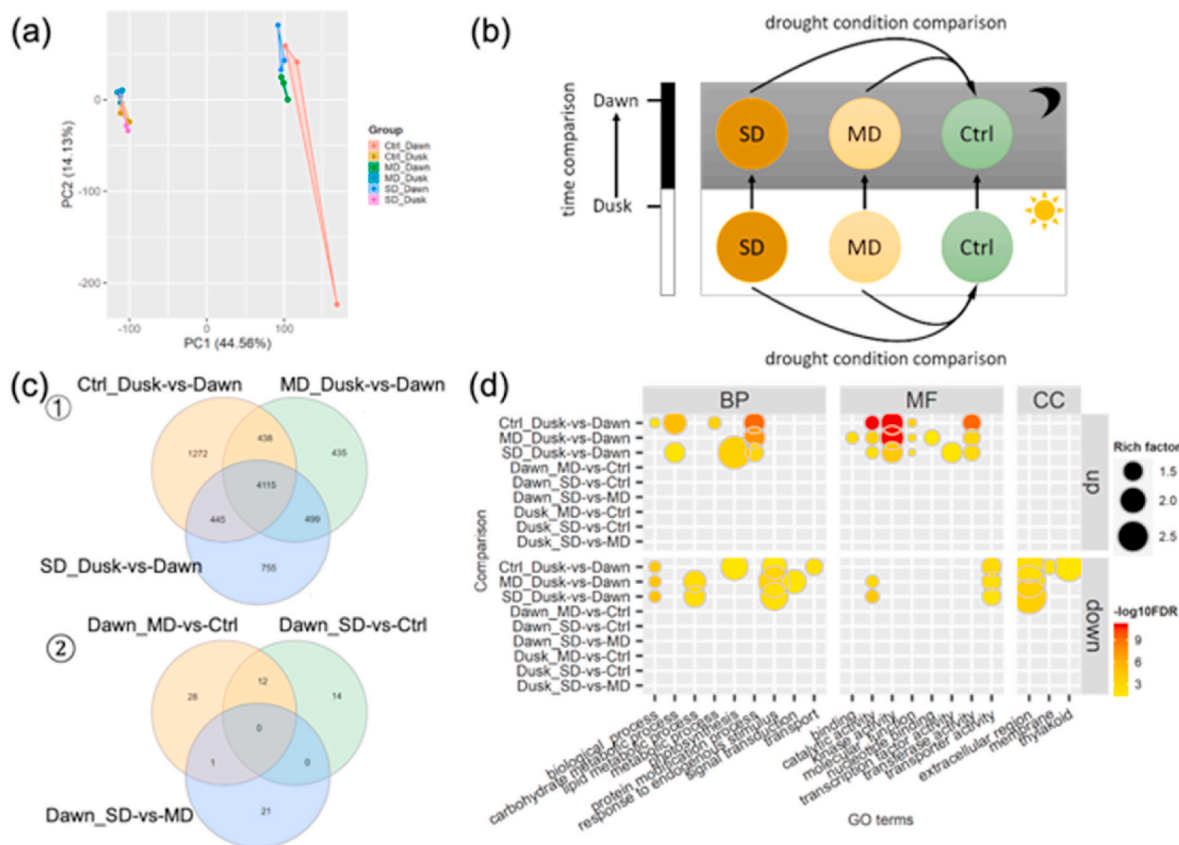 (a)
0
-100
-200
PC2 (14.13%)
-100
0
100
PC1 (44.56%)
Group
Ctrl_Dawn
Ctrl_Dusk
MD_Dawn
MD_Dusk
SD_Dawn
SD_Dusk
(b)
drought condition comparison
time comparison
Dawn
Dusk
SD
MD
Ctrl
SD
MD
Ctrl
drought condition comparison
(c)
①
Ctrl_Dusk-vs-Dawn
MD_Dusk-vs-Dawn
1272
438
435
4115
445
499
755
SD_Dusk-vs-Dawn
②
Dawn_MD-vs-Ctrl
Dawn_SD-vs-Ctrl
28
12
14
0
1
0
21
Dawn_SD-vs-MD
(d)
BP
MF
CC
Comparison
Ctrl_Dusk-vs-Dawn
MD_Dusk-vs-Dawn
SD_Dusk-vs-Dawn
Dawn_MD-vs-Ctrl
Dawn_SD-vs-Ctrl
Dawn_SD-vs-MD
Dusk_MD-vs-Ctrl
Dusk_SD-vs-Ctrl
Dusk_SD-vs-MD
up
Ctrl_Dusk-vs-Dawn
MD_Dusk-vs-Dawn
SD_Dusk-vs-Dawn
Dawn_MD-vs-Ctrl
Dawn_SD-vs-Ctrl
Dawn_SD-vs-MD
Dusk_MD-vs-Ctrl
Dusk_SD-vs-Ctrl
Dusk_SD-vs-MD
down
biological_process
carbohydrate metabolic process
lipid metabolic process
metabolic process
photosynthesis
protein modification process
response to endogenous stimulus
signal transduction
transport
binding
catalytic activity
kinase activity
molecular_function
nucleotide binding
transcription factor activity
transferase activity
transporter activity
extracellular region
membrane
thylakoid
GO terms
Rich factor
1.5
2.0
2.5
-log10FDR
9
6
3